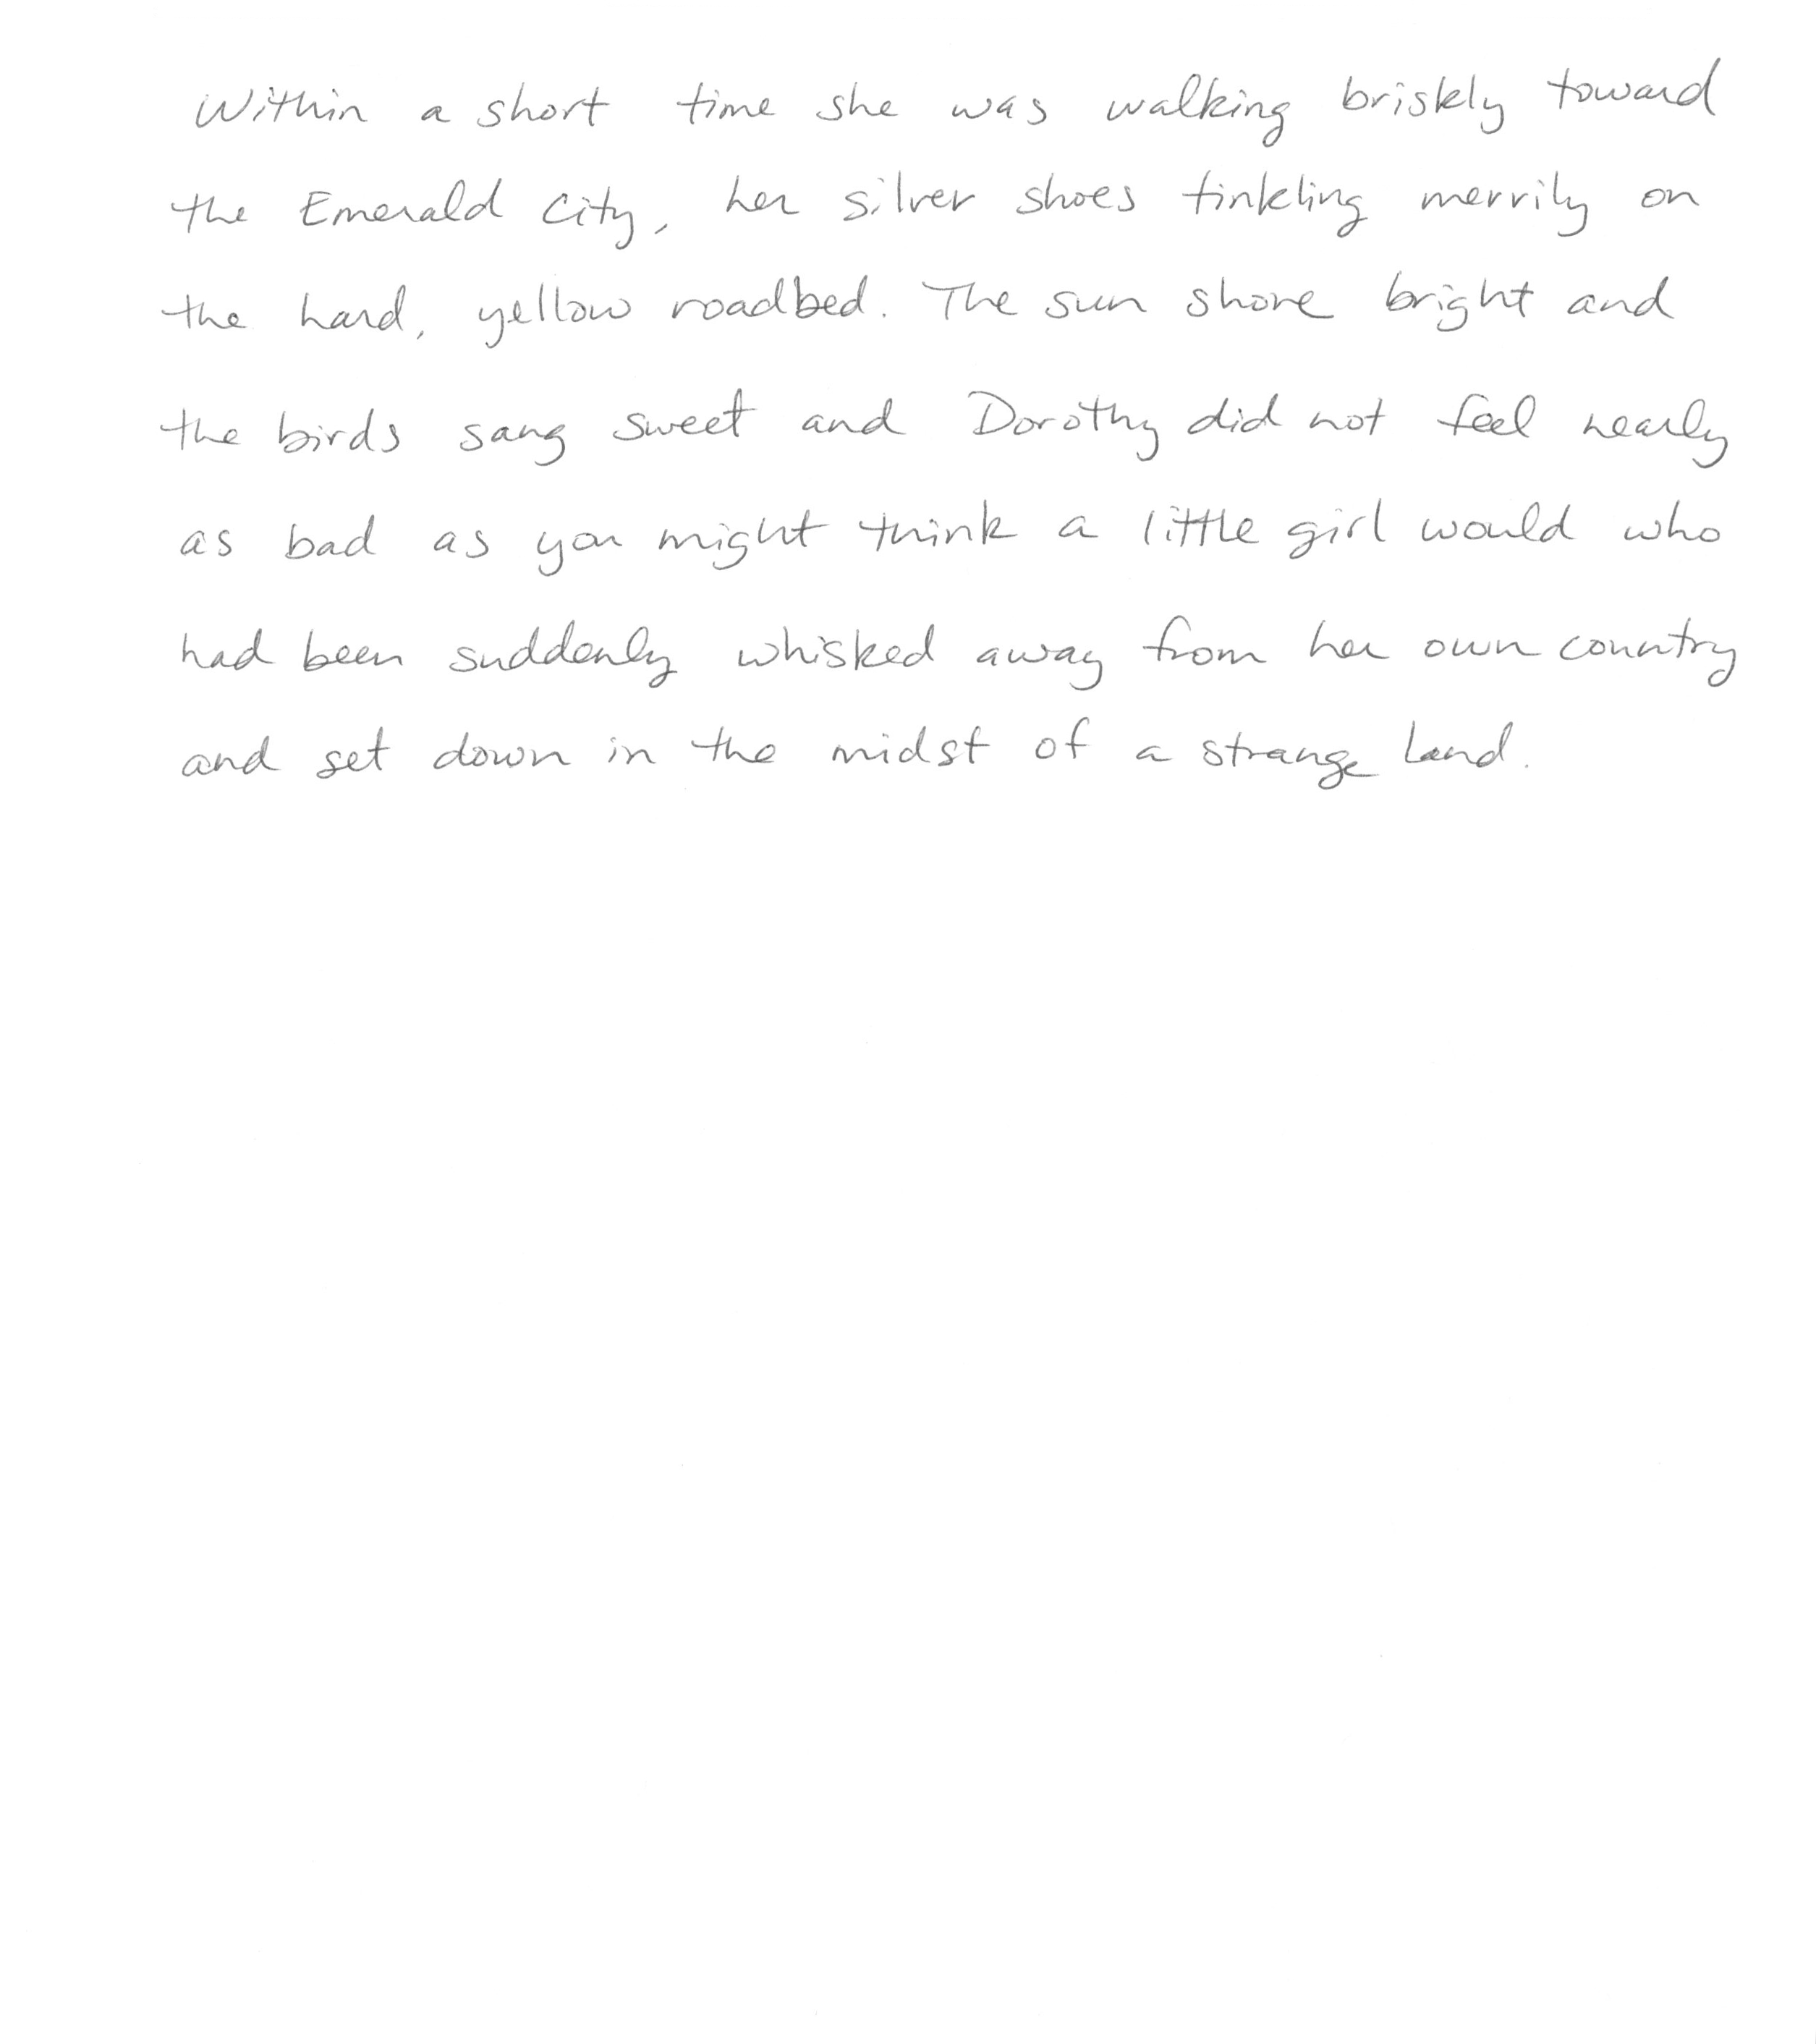 Within a short time she was walking briskly toward
the Emerald City, her silver shoes tinkling merrily on
the hard, yellow roadbed. The sun shone bright and
the birds sang sweet and Dorothy did not feel nearly
as bad as you might think a little girl would who
had been suddenly whisked away from her own country
and set down in the midst of a strange land.